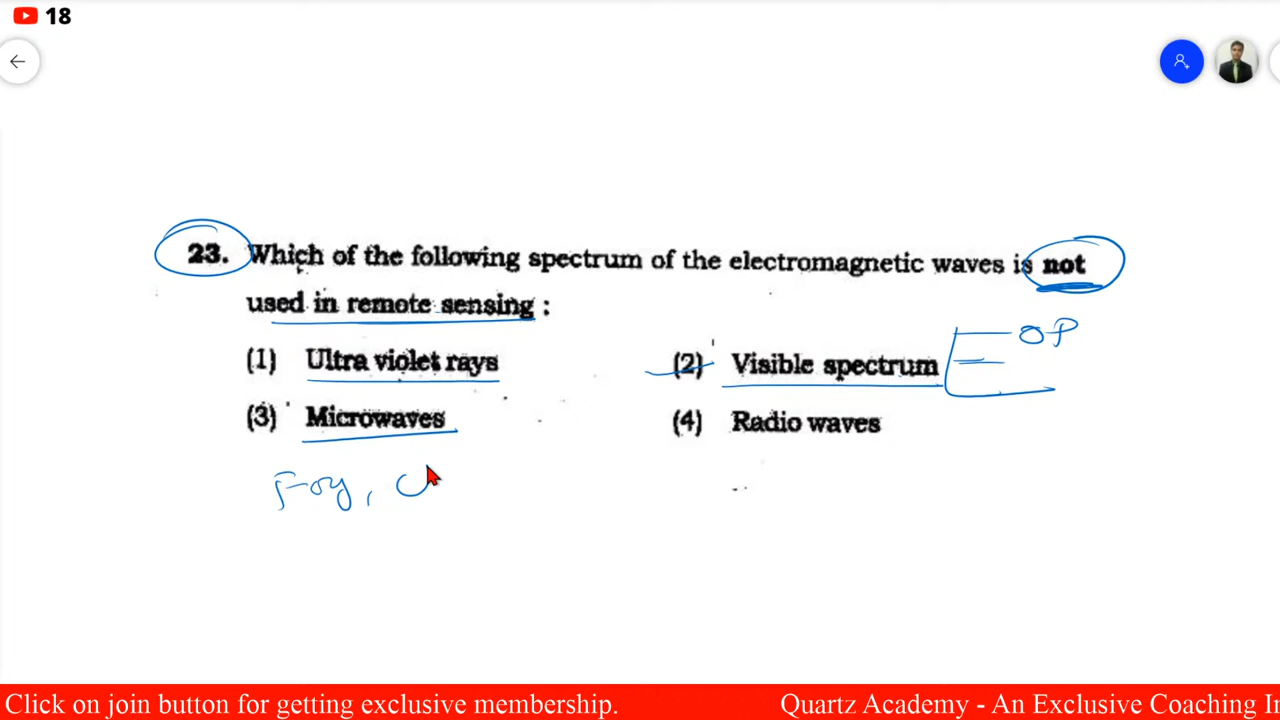 18
23. Which of the following spectrum of the electromagnetic waves is not
used in remote sensing :
OP
(1) Ultra violet rays (2) Visible spectrum
(3) Microwaves (4) Radio waves
Fog, C
Click on join button for getting exclusive membership. Quartz Academy - An Exclusive Coaching In